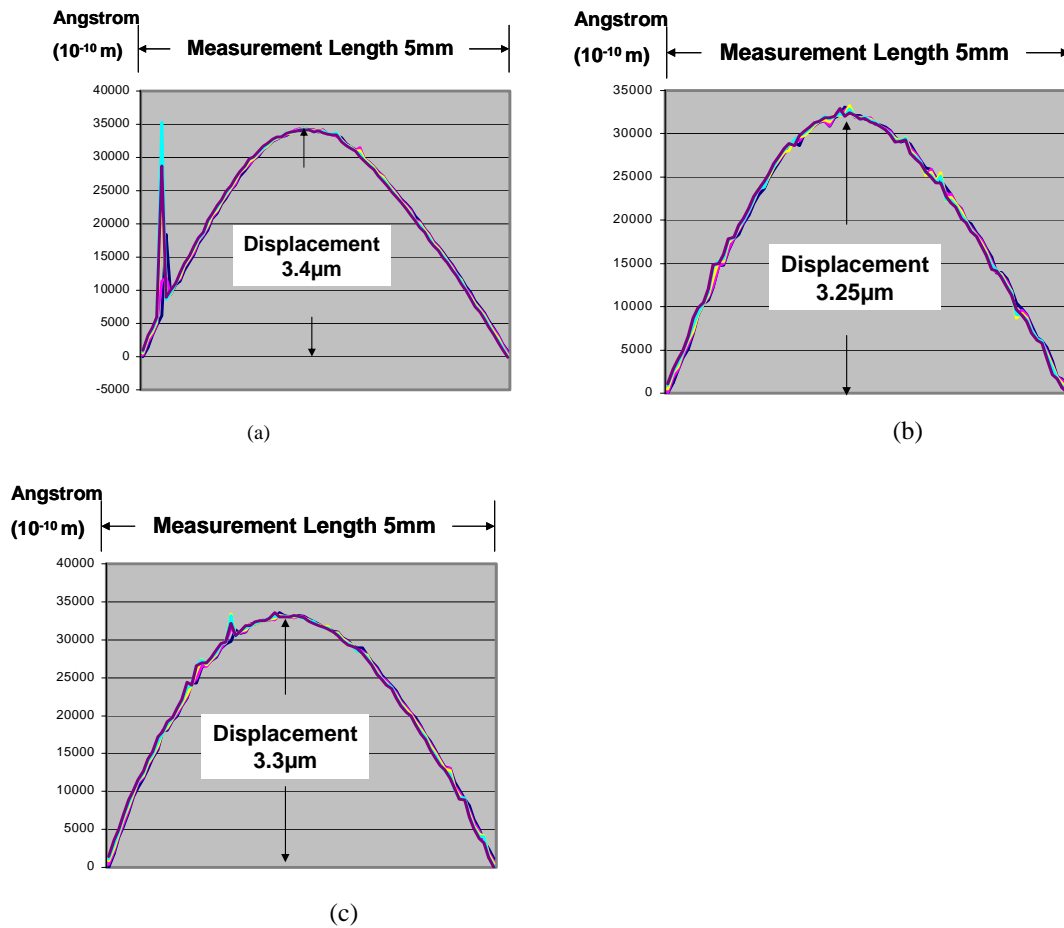 Angstrom
(10⁻¹⁰ m)
Measurement Length 5mm
40000
35000
30000
25000
20000
15000
10000
5000
0
-5000
Displacement
3.4µm
(a)
Angstrom
(10⁻¹⁰ m)
Measurement Length 5mm
35000
30000
25000
20000
15000
10000
5000
0
Displacement
3.25µm
(b)
Angstrom
(10⁻¹⁰ m)
Measurement Length 5mm
40000
35000
30000
25000
20000
15000
10000
5000
0
Displacement
3.3µm
(c)